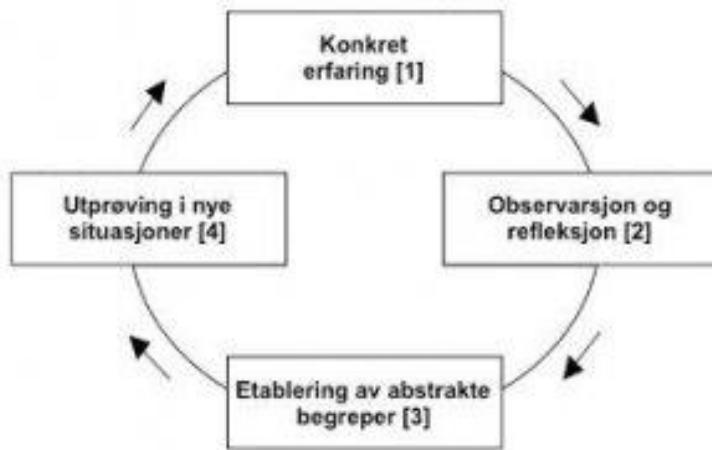 Konkret
erfaring [1]
Observarsjon og
refleksjon [2]
Etablering av abstrakte
begreper [3]
Utprøving i nye
situasjoner [4]